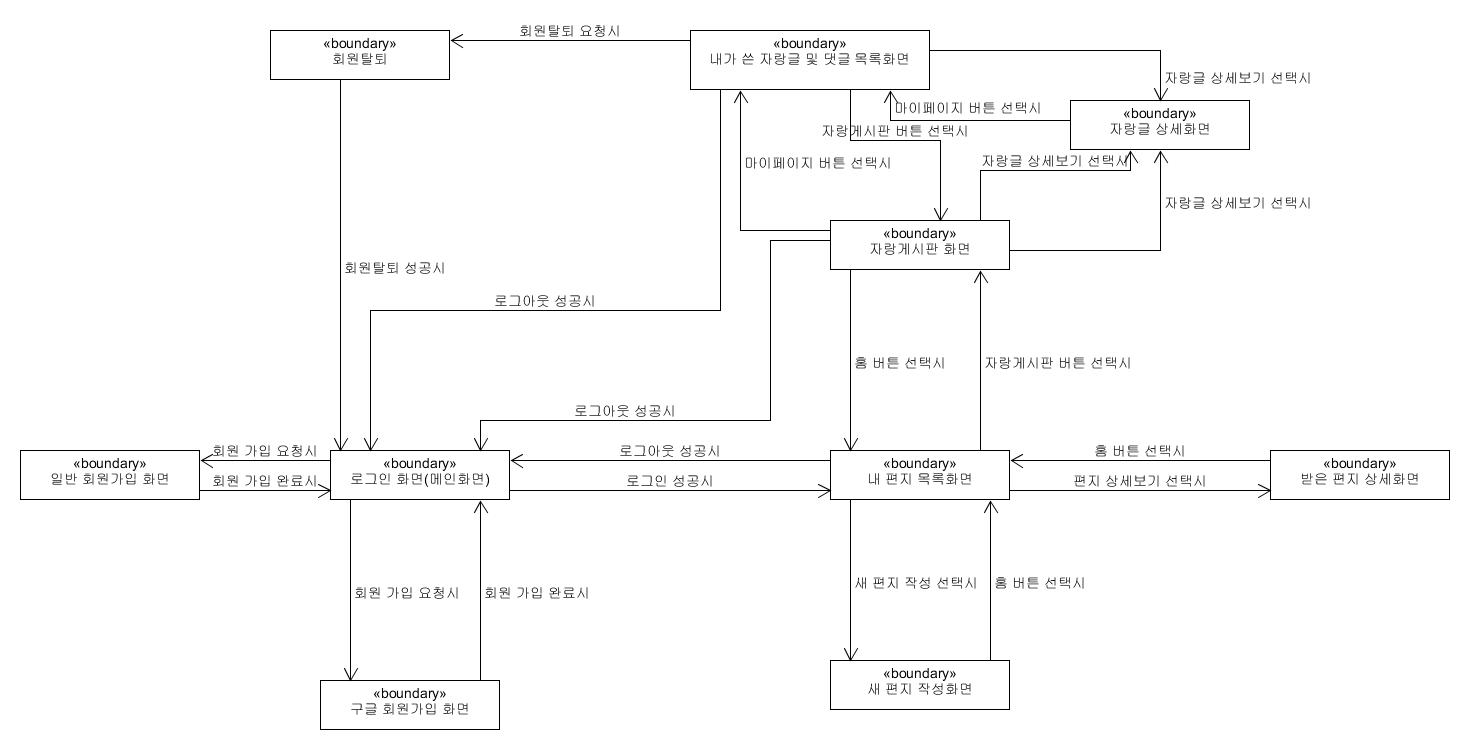 회원탈퇴 요청시
«boundary»
회원탈퇴
«boundary»
내가 쓴 자랑글 및 댓글 목록화면
자랑글 상세보기 선택시
마이페이지 버튼 선택시
«boundary»
자랑글 상세화면
자랑게시판 버튼 선택시
마이페이지 버튼 선택시
자랑글 상세보기 선택시
자랑글 상세보기 선택시
«boundary»
자랑게시판 화면
회원탈퇴 성공시
로그아웃 성공시
홈 버튼 선택시
자랑게시판 버튼 선택시
로그아웃 성공시
«boundary»
일반 회원가입 화면
회원 가입 요청시
회원 가입 완료시
«boundary»
로그인 화면(메인화면)
로그아웃 성공시
로그인 성공시
«boundary»
내 편지 목록화면
홈 버튼 선택시
편지 상세보기 선택시
«boundary»
받은 편지 상세화면
회원 가입 요청시
회원 가입 완료시
새 편지 작성 선택시
홈 버튼 선택시
«boundary»
구글 회원가입 화면
«boundary»
새 편지 작성화면